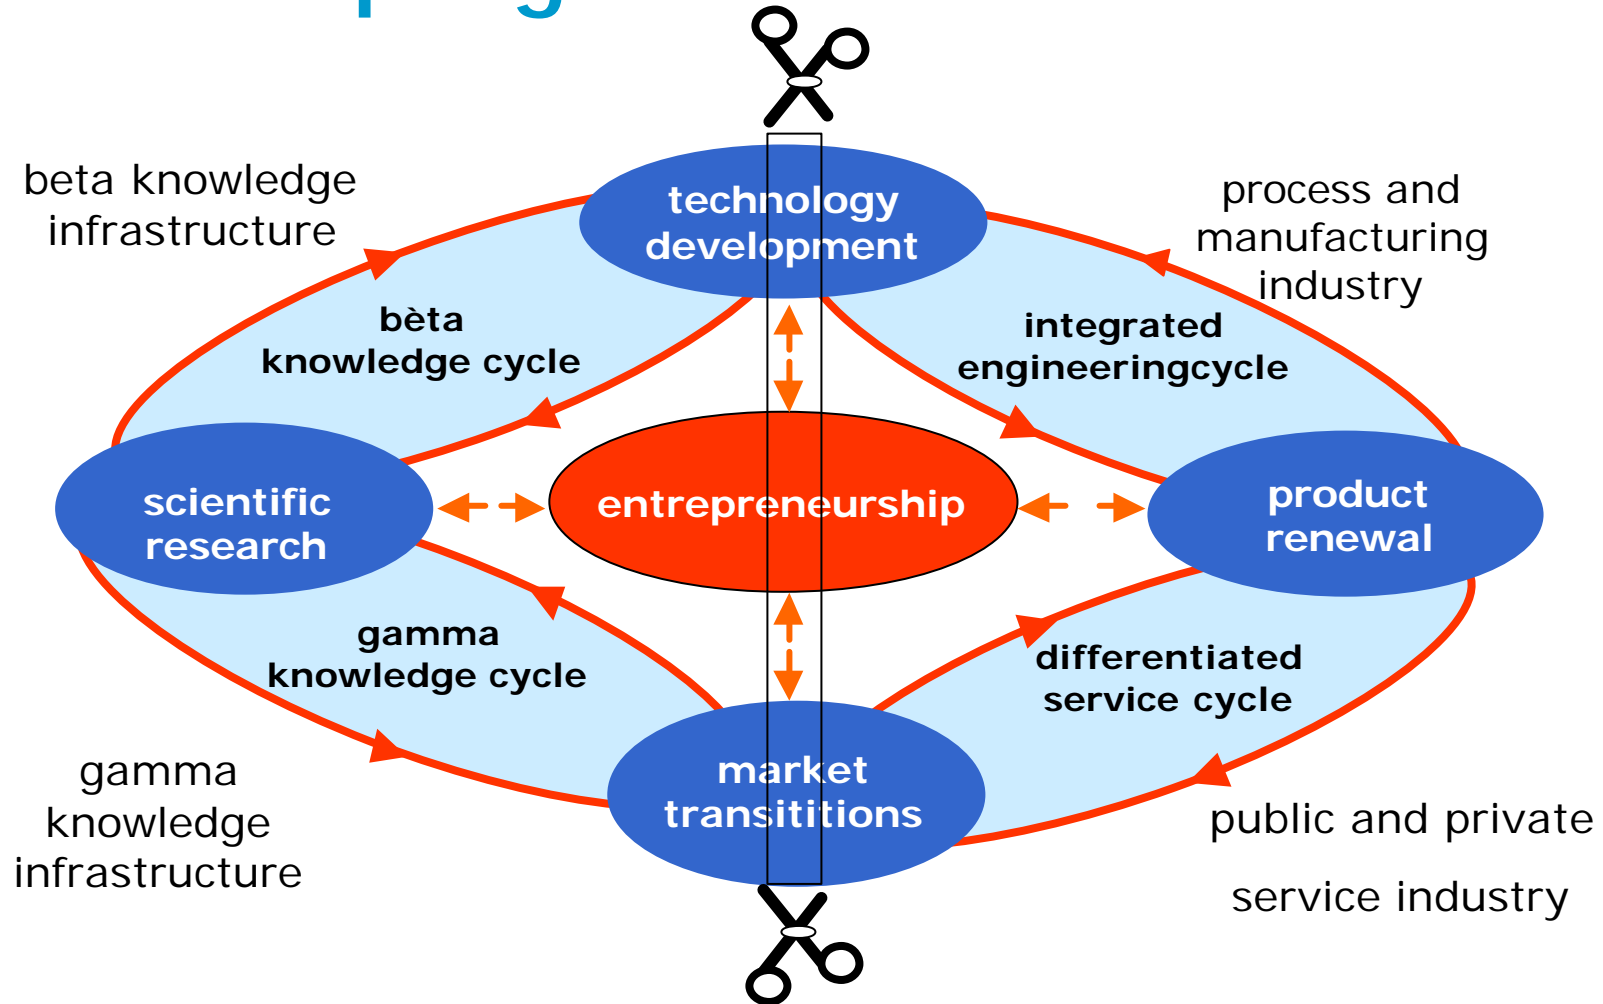 beta knowledge
infrastructure
technology
development
process and
manufacturing
industry
bèta
knowledge cycle
integrated
engineeringcycle
scientific
research
entrepreneurship
product
renewal
gamma
knowledge cycle
differentiated
service cycle
gamma
knowledge
infrastructure
market
transititions
public and private
service industry